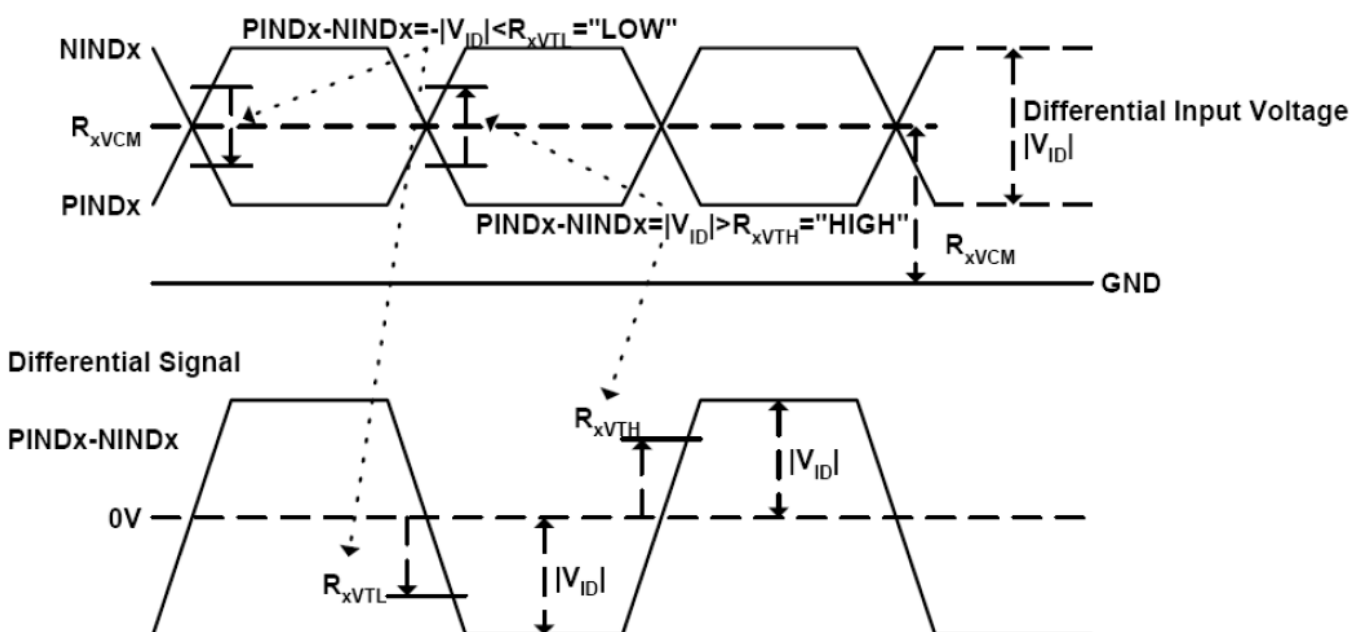 PINDx-NINDx=-|VID|<RxVTL="LOW"
NINDx
Differential Input Voltage
RxVCM
|VID|
PINDx
PINDx-NINDx=|VID|>RxVTH="HIGH"
RxVCM
GND
Differential Signal
RxVTH
PINDx-NINDx
|VID|
0V
RxVTL
|VID|